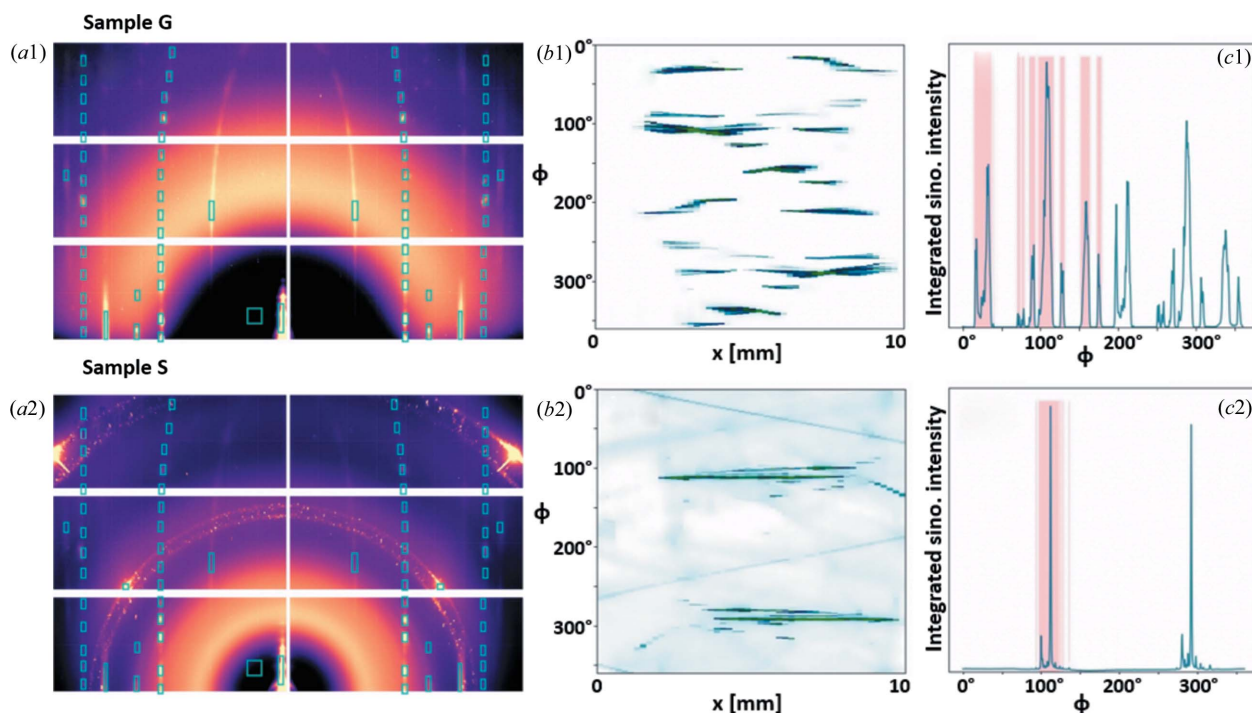 Sample G
(a1)
(b1)
(c1)
0°
100°
200°
300°
ϕ
0
10
x [mm]
Integrated sino. intensity
0°
100°
200°
300°
ϕ
Sample S
(a2)
(b2)
(c2)
0°
100°
200°
300°
ϕ
0
10
x [mm]
Integrated sino. intensity
0°
100°
200°
300°
ϕ